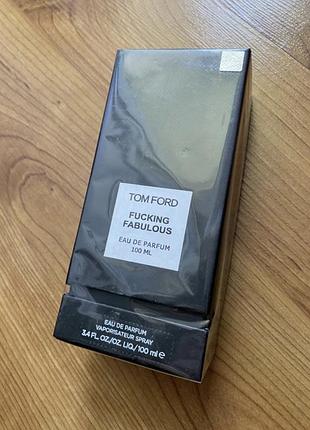 TOM FORD
FUCKING
FABULOUS
EAU DE PARFUM
100 ML
EAU DE PARFUM
VAPORISATEUR SPRAY
3.4 FL.OZ./OZ. LIQ./100 ml ℮